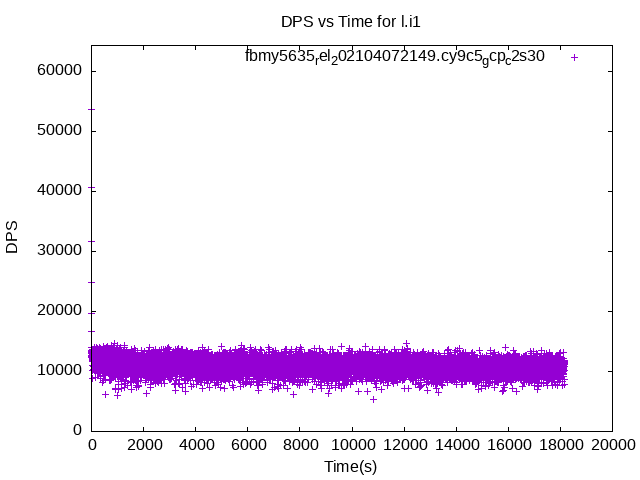 DPS vs Time for l.i1
fbmy5635rel202104072149.cy9c5gcpc2s30
60000
50000
40000
30000
20000
10000
0
DPS
0 2000 4000 6000 8000 10000 12000 14000 16000 18000 20000
Time(s)